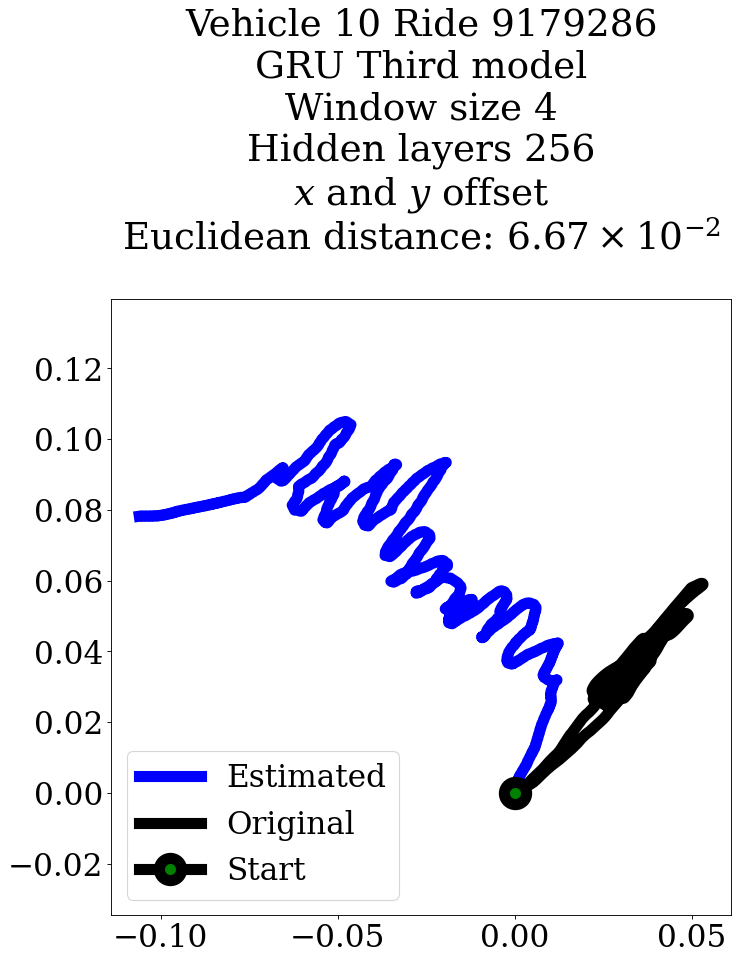 Vehicle 10 Ride 9179286
GRU Third model
Window size 4
Hidden layers 256
x and y offset
Euclidean distance: 6.67 × 10⁻²
0.12
0.10
0.08
0.06
0.04
0.02
0.00
−0.02
Estimated
Original
Start
−0.10 −0.05 0.00 0.05